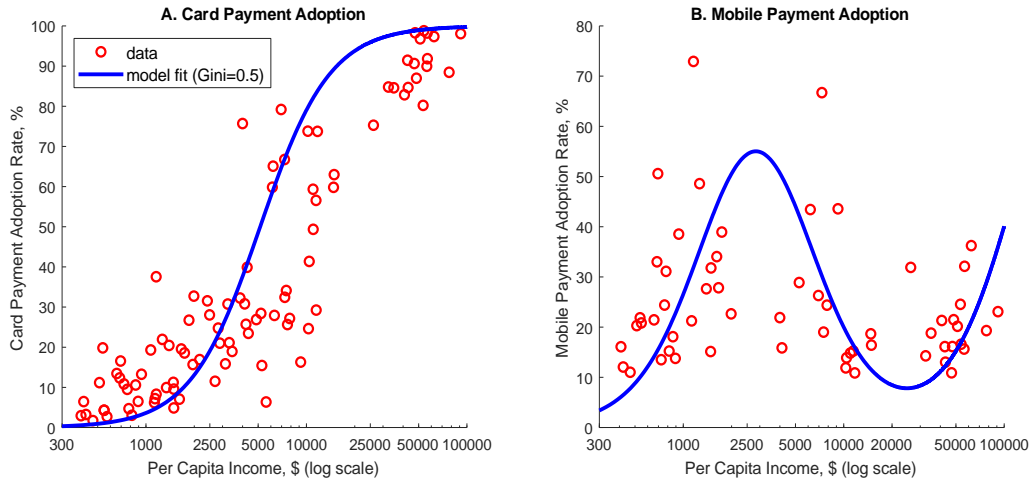 A. Card Payment Adoption
100
90
80
70
60
50
40
30
20
10
0
Card Payment Adoption Rate, %
data
model fit (Gini=0.5)
300 1000 2500 5000 10000 20000 50000 100000
Per Capita Income, $ (log scale)
B. Mobile Payment Adoption
80
70
60
50
40
30
20
10
0
Mobile Payment Adoption Rate, %
300 1000 2500 5000 10000 20000 50000 100000
Per Capita Income, $ (log scale)